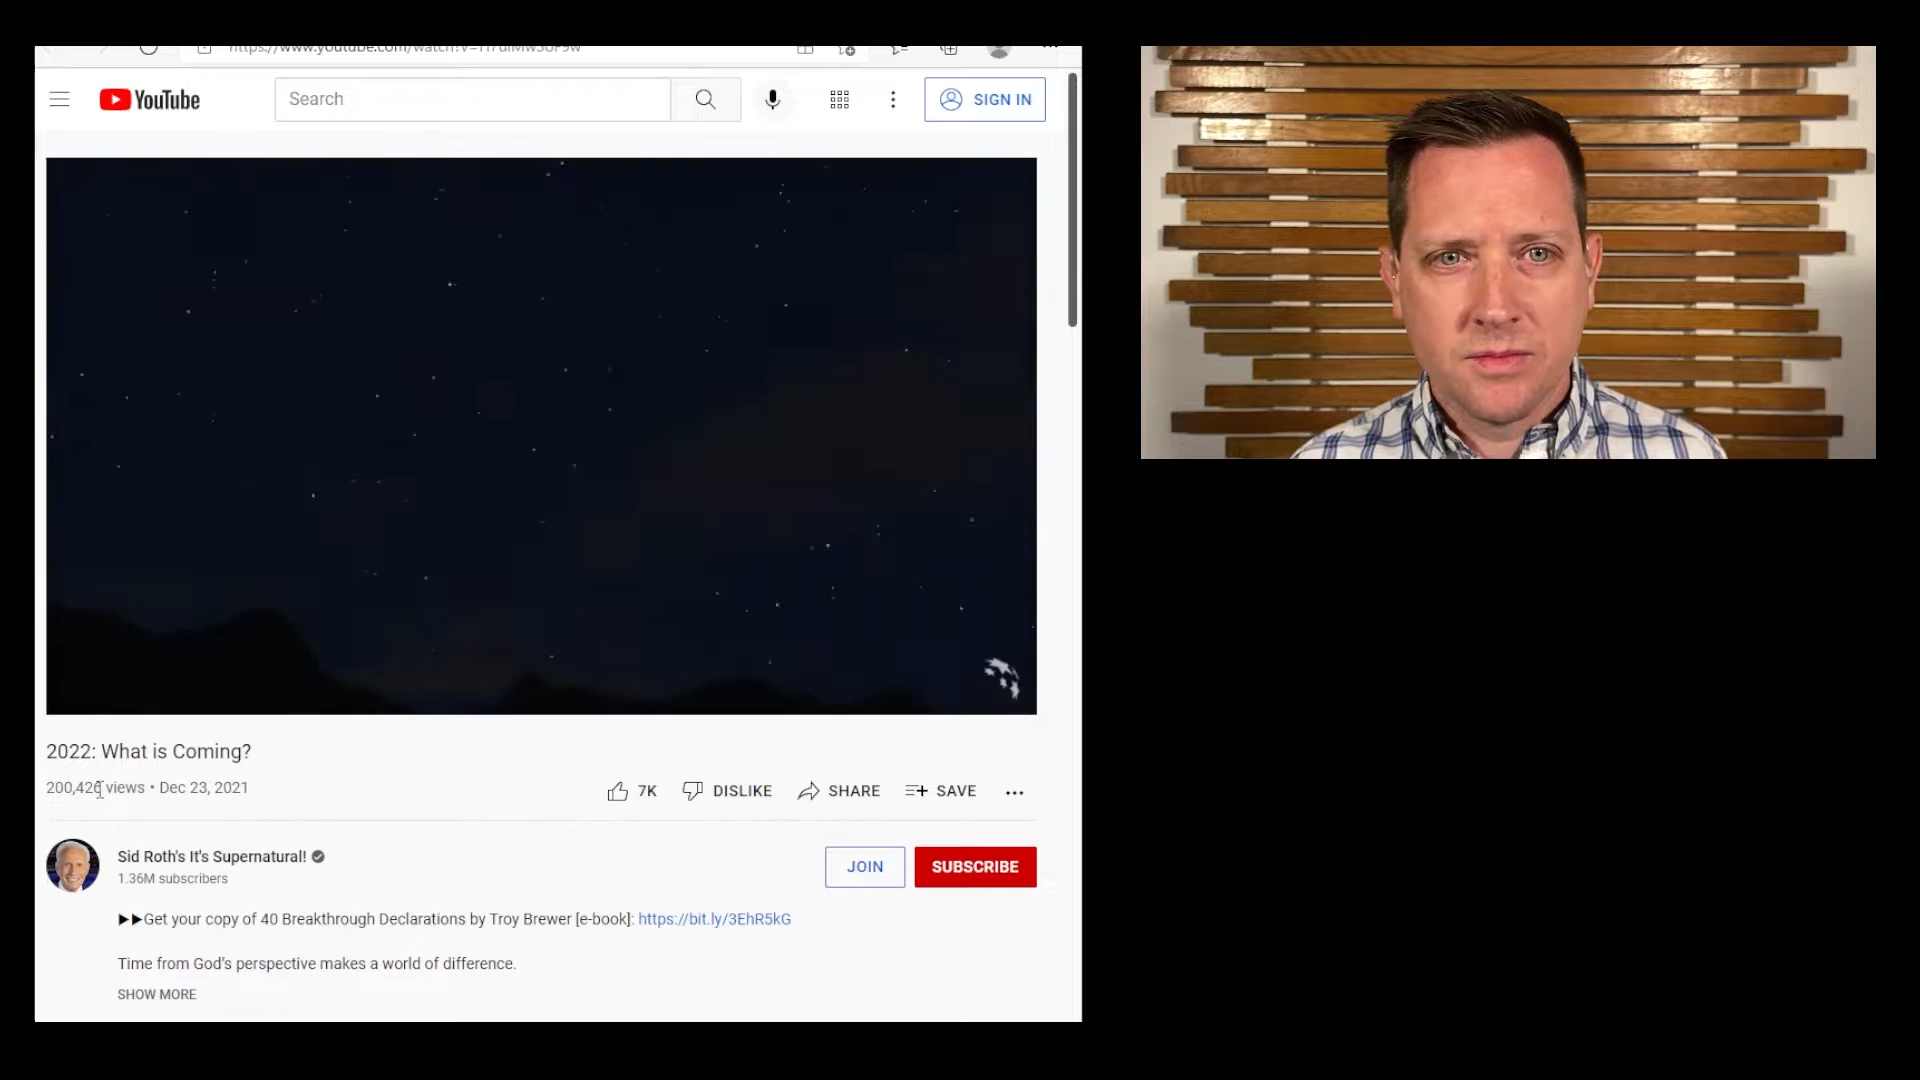 YouTube
Search
SIGN IN
2022: What is Coming?
200,426 views • Dec 23, 2021
7K
DISLIKE
SHARE
SAVE
Sid Roth's It's Supernatural!
1.36M subscribers
JOIN
SUBSCRIBE
▶▶Get your copy of 40 Breakthrough Declarations by Troy Brewer [e-book]: https://bit.ly/3EhR5kG
Time from God's perspective makes a world of difference.
SHOW MORE